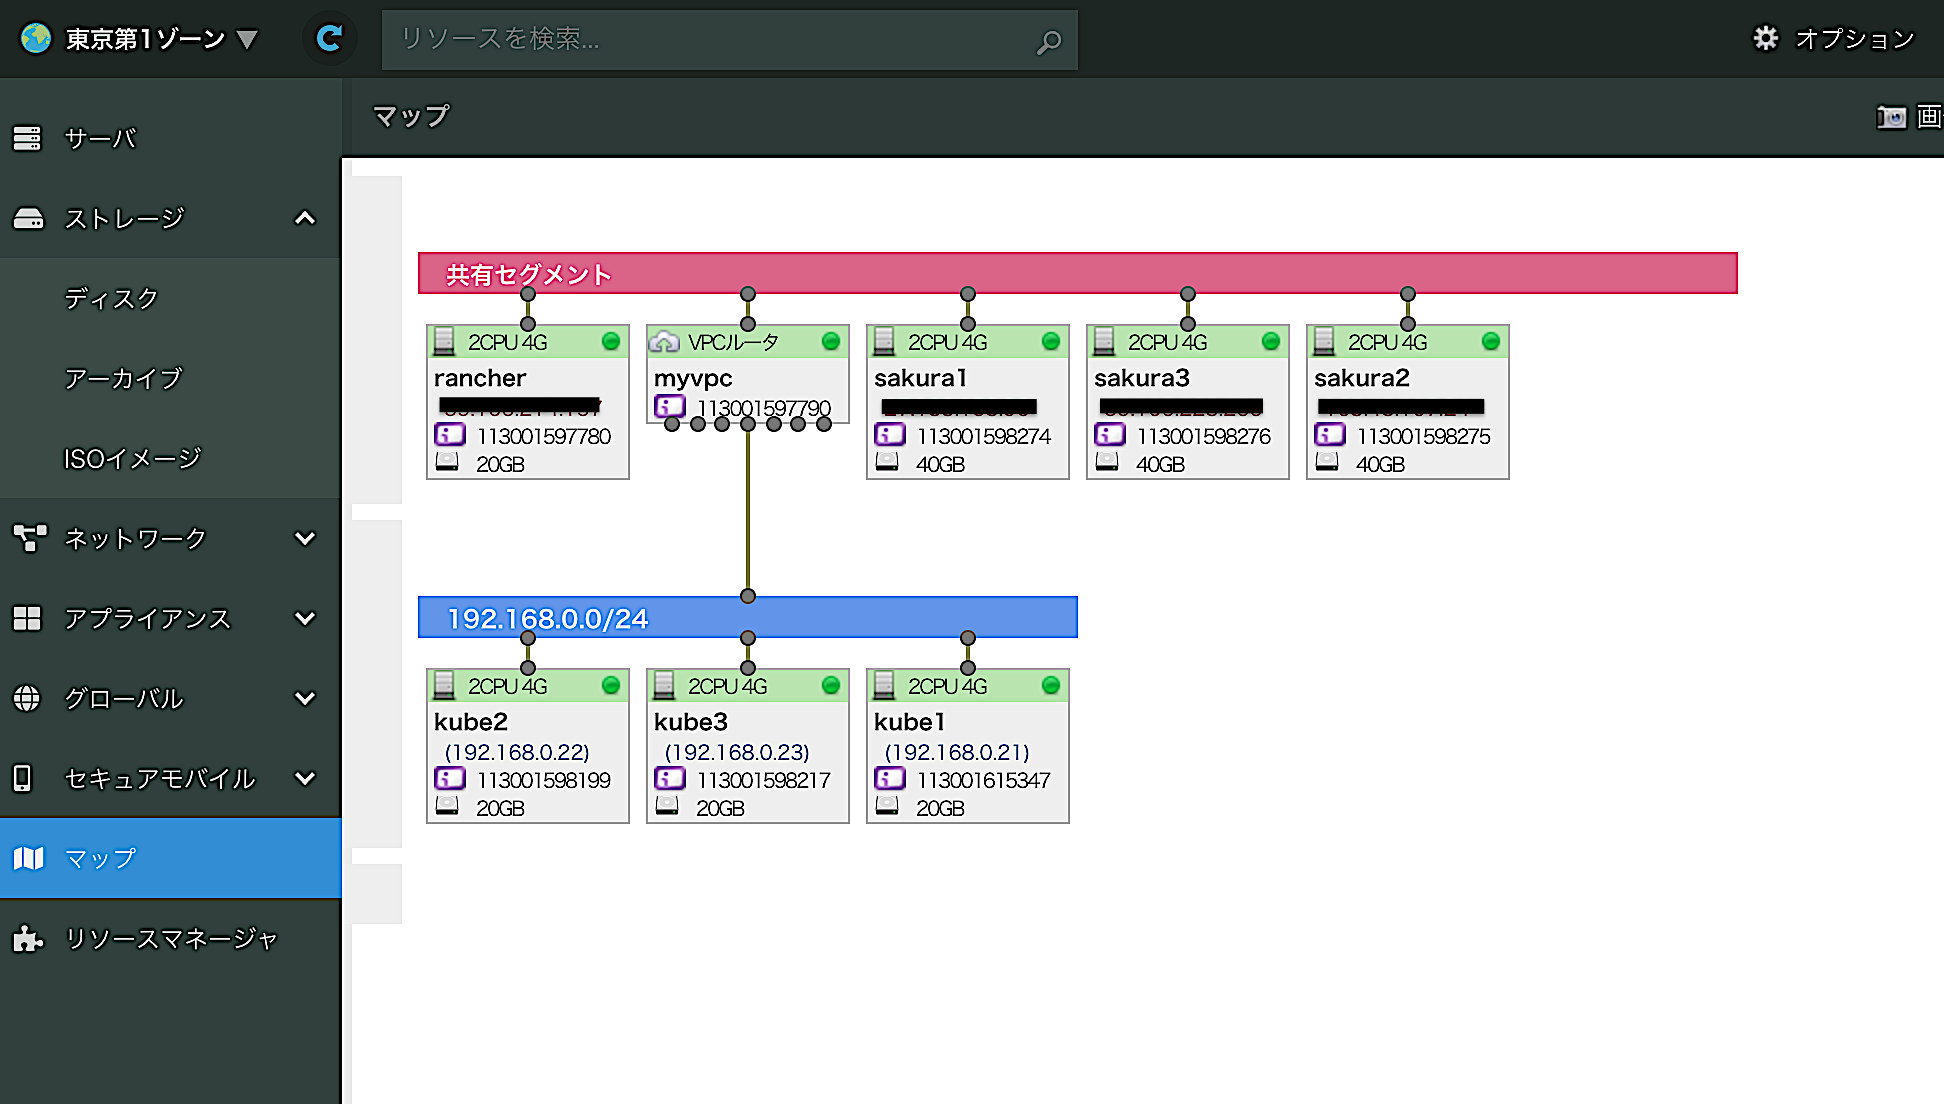 東京第1ゾーン ▼
リソースを検索...
オプション
サーバ
ストレージ
ディスク
アーカイブ
ISOイメージ
ネットワーク
アプライアンス
グローバル
セキュアモバイル
マップ
リソースマネージャ
マップ
画
共有セグメント
2CPU 4G
rancher
113001597780
20GB
VPCルータ
myvpc
113001597790
2CPU 4G
sakura1
113001598274
40GB
2CPU 4G
sakura3
113001598276
40GB
2CPU 4G
sakura2
113001598275
40GB
192.168.0.0/24
2CPU 4G
kube2
(192.168.0.22)
113001598199
20GB
2CPU 4G
kube3
(192.168.0.23)
113001598217
20GB
2CPU 4G
kube1
(192.168.0.21)
113001615347
20GB